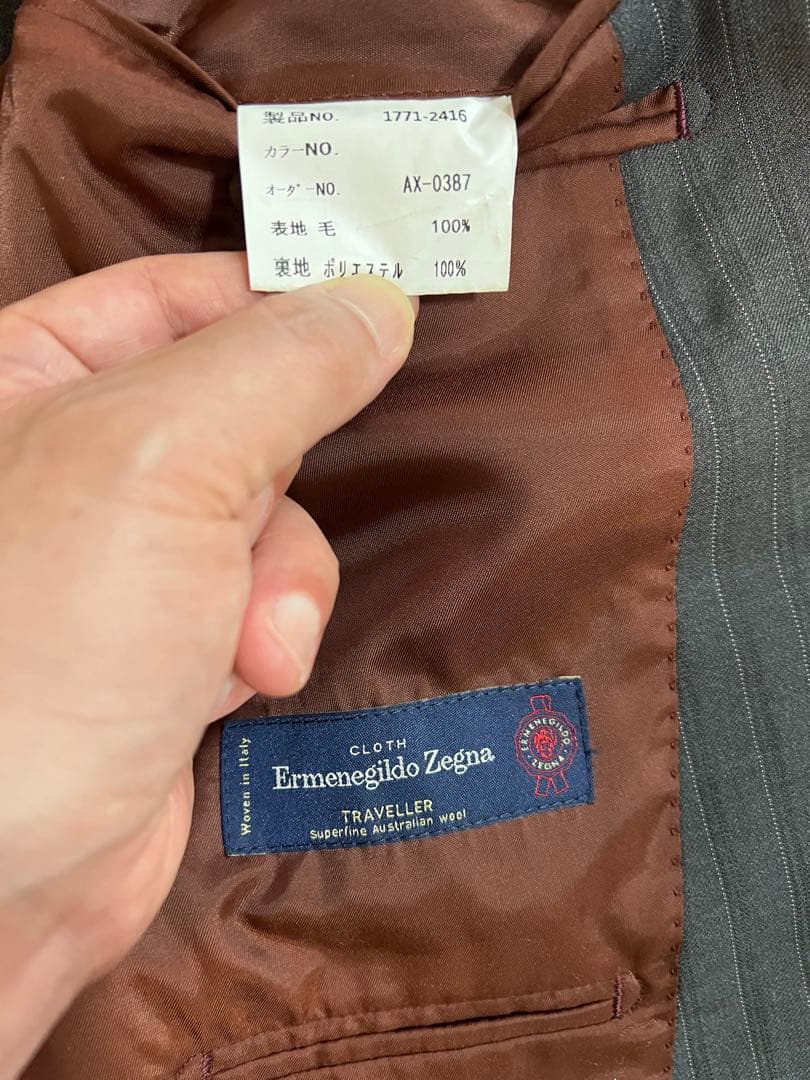 製品NO. 1771-2416
カラーNO.
オーダーNO. AX-0387
表地 毛 100%
裏地 ポリエステル 100%
Woven in Italy
CLOTH
Ermenegildo Zegna
TRAVELLER
Superfine Australian wool
ERMENEGILDO
ZEGNA